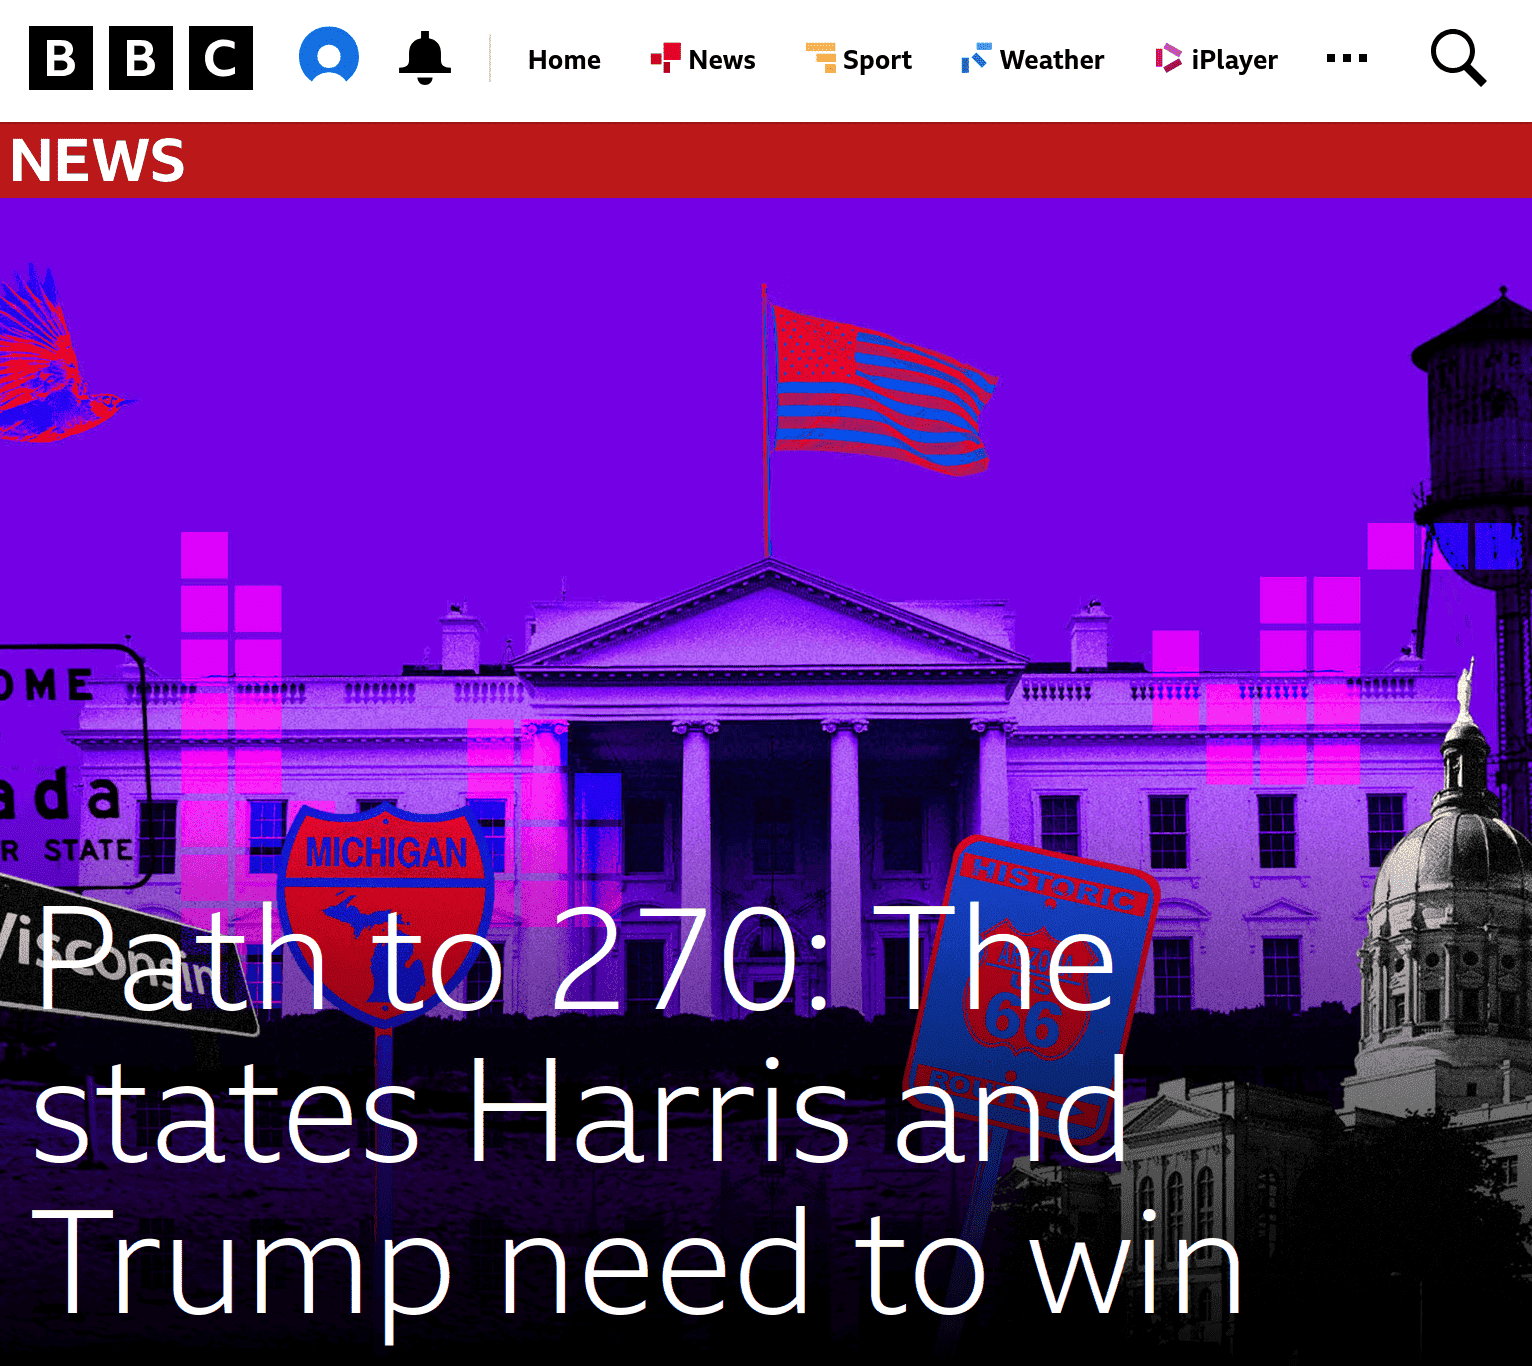 BBC
Home News Sport Weather iPlayer
NEWS
OME
ada
R STATE
MICHIGAN
Wisconsin
HISTORIC
ARIZONA
66
Path to 270: The
states Harris and
Trump need to win